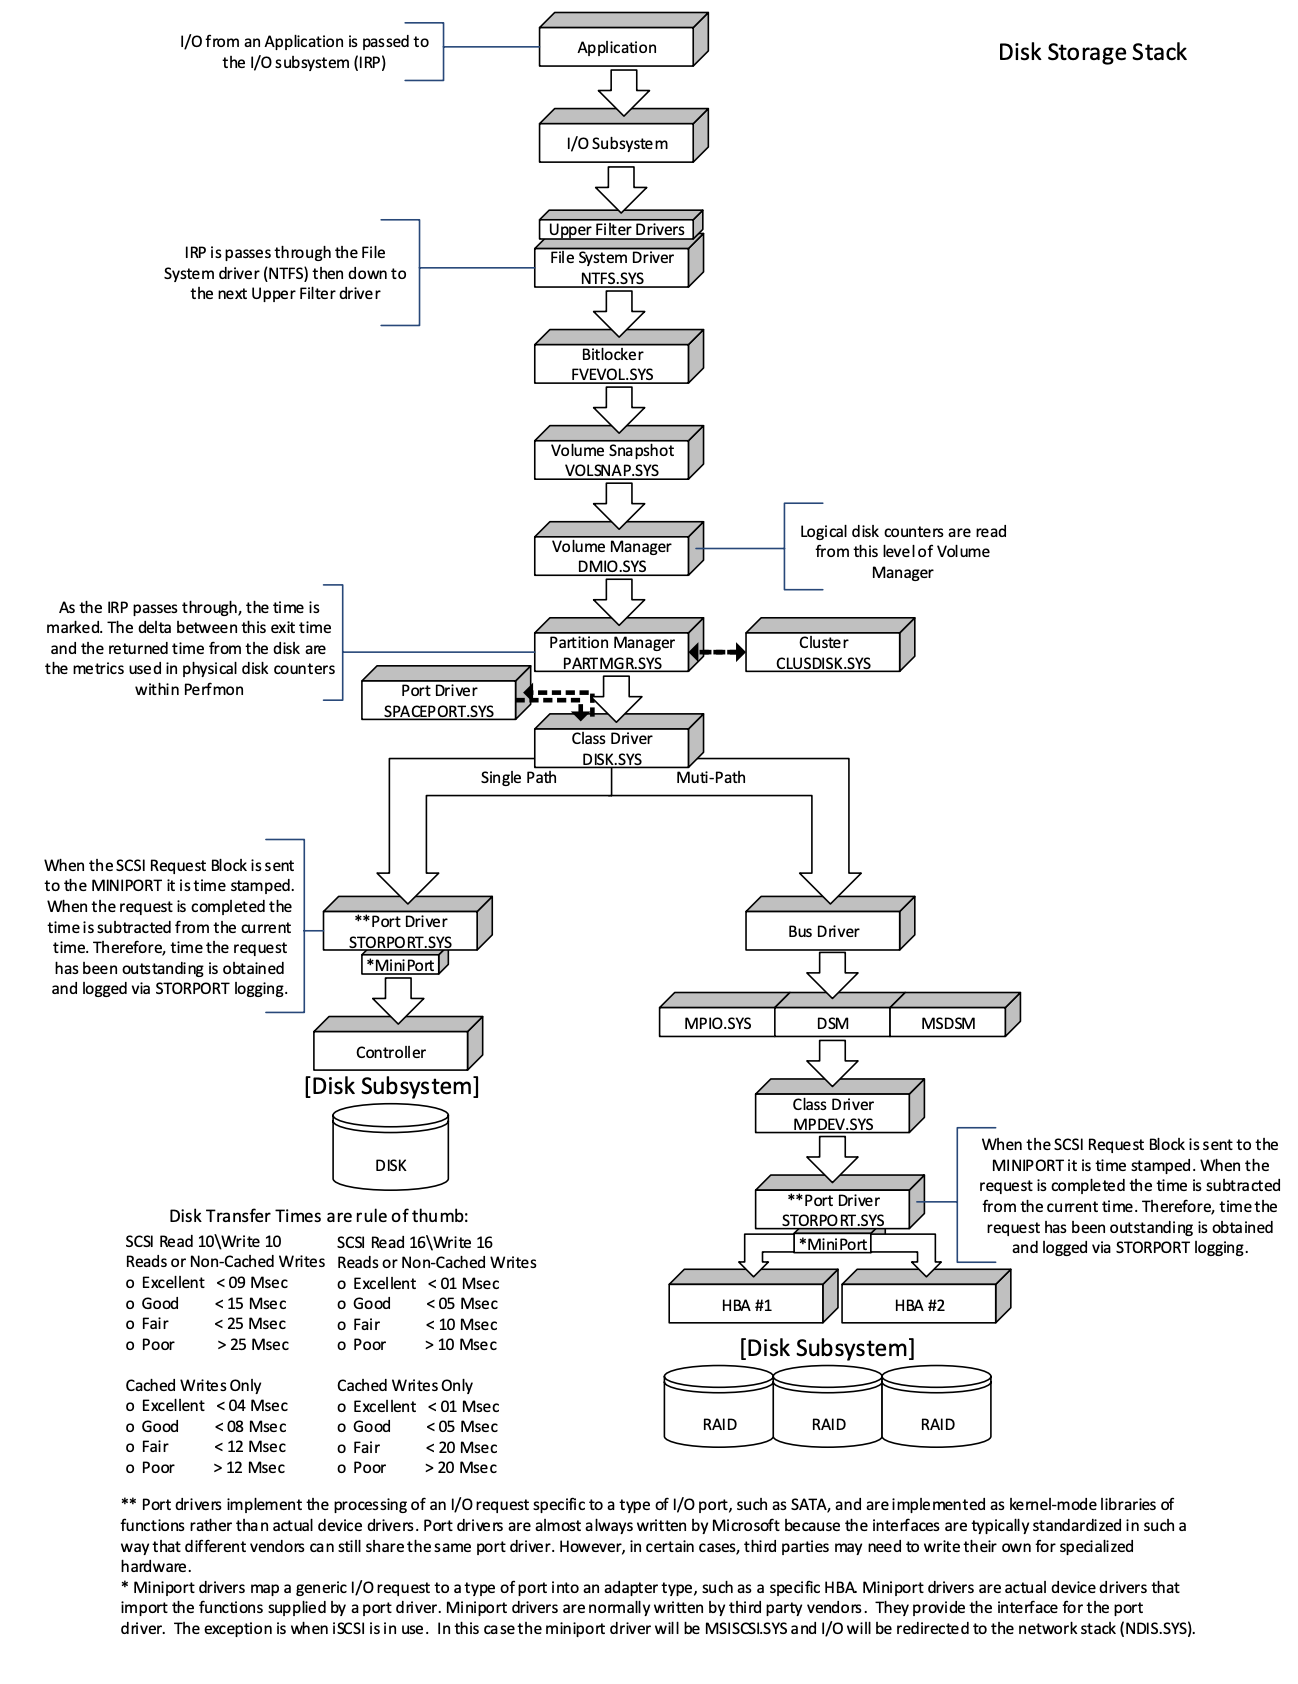 Disk Storage Stack
I/O from an Application is passed to
the I/O subsystem (IRP)
Application
I/O Subsystem
Upper Filter Drivers
File System Driver
NTFS.SYS
IRP is passes through the File
System driver (NTFS) then down to
the next Upper Filter driver
Bitlocker
FVEVOL.SYS
Volume Snapshot
VOLSNAP.SYS
Volume Manager
DMIO.SYS
Logical disk counters are read
from this level of Volume
Manager
As the IRP passes through, the time is
marked. The delta between this exit time
and the returned time from the disk are
the metrics used in physical disk counters
within Perfmon
Partition Manager
PARTMGR.SYS
Cluster
CLUSDISK.SYS
Port Driver
SPACEPORT.SYS
Class Driver
DISK.SYS
Single Path
Muti-Path
When the SCSI Request Block is sent
to the MINIPORT it is time stamped.
When the request is completed the
time is subtracted from the current
time. Therefore, time the request
has been outstanding is obtained
and logged via STORPORT logging.
**Port Driver
STORPORT.SYS
*MiniPort
Controller
[Disk Subsystem]
DISK
Bus Driver
MPIO.SYS
DSM
MSDSM
Class Driver
MPDEV.SYS
**Port Driver
STORPORT.SYS
*MiniPort
When the SCSI Request Block is sent to the
MINIPORT it is time stamped. When the
request is completed the time is subtracted
from the current time. Therefore, time the
request has been outstanding is obtained
and logged via STORPORT logging.
HBA #1
HBA #2
[Disk Subsystem]
RAID
RAID
RAID
Disk Transfer Times are rule of thumb:
SCSI Read 10\Write 10
Reads or Non-Cached Writes
o Excellent < 09 Msec
o Good < 15 Msec
o Fair < 25 Msec
o Poor > 25 Msec
Cached Writes Only
o Excellent < 04 Msec
o Good < 08 Msec
o Fair < 12 Msec
o Poor > 12 Msec
SCSI Read 16\Write 16
Reads or Non-Cached Writes
o Excellent < 01 Msec
o Good < 05 Msec
o Fair < 10 Msec
o Poor > 10 Msec
Cached Writes Only
o Excellent < 01 Msec
o Good < 05 Msec
o Fair < 20 Msec
o Poor > 20 Msec
** Port drivers implement the processing of an I/O request specific to a type of I/O port, such as SATA, and are implemented as kernel-mode libraries of
functions rather than actual device drivers. Port drivers are almost always written by Microsoft because the interfaces are typically standardized in such a
way that different vendors can still share the same port driver. However, in certain cases, third parties may need to write their own for specialized
hardware.
* Miniport drivers map a generic I/O request to a type of port into an adapter type, such as a specific HBA. Miniport drivers are actual device drivers that
import the functions supplied by a port driver. Miniport drivers are normally written by third party vendors. They provide the interface for the port
driver. The exception is when iSCSI is in use. In this case the miniport driver will be MSISCSI.SYS and I/O will be redirected to the network stack (NDIS.SYS).